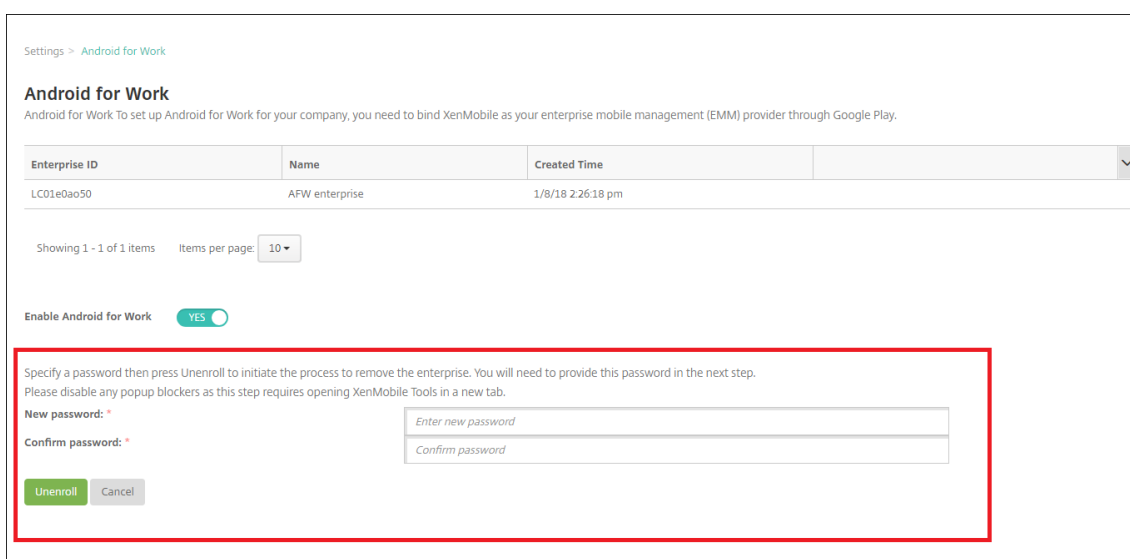 Settings > Android for Work
Android for Work
Android for Work To set up Android for Work for your company, you need to bind XenMobile as your enterprise mobile management (EMM) provider through Google Play.
Enterprise ID Name Created Time
LC01e0ao50 AFW enterprise 1/8/18 2:26:18 pm
Showing 1 - 1 of 1 items Items per page: 10
Enable Android for Work YES
Specify a password then press Unenroll to initiate the process to remove the enterprise. You will need to provide this password in the next step.
Please disable any popup blockers as this step requires opening XenMobile Tools in a new tab.
New password: * Enter new password
Confirm password: * Confirm password
Unenroll Cancel